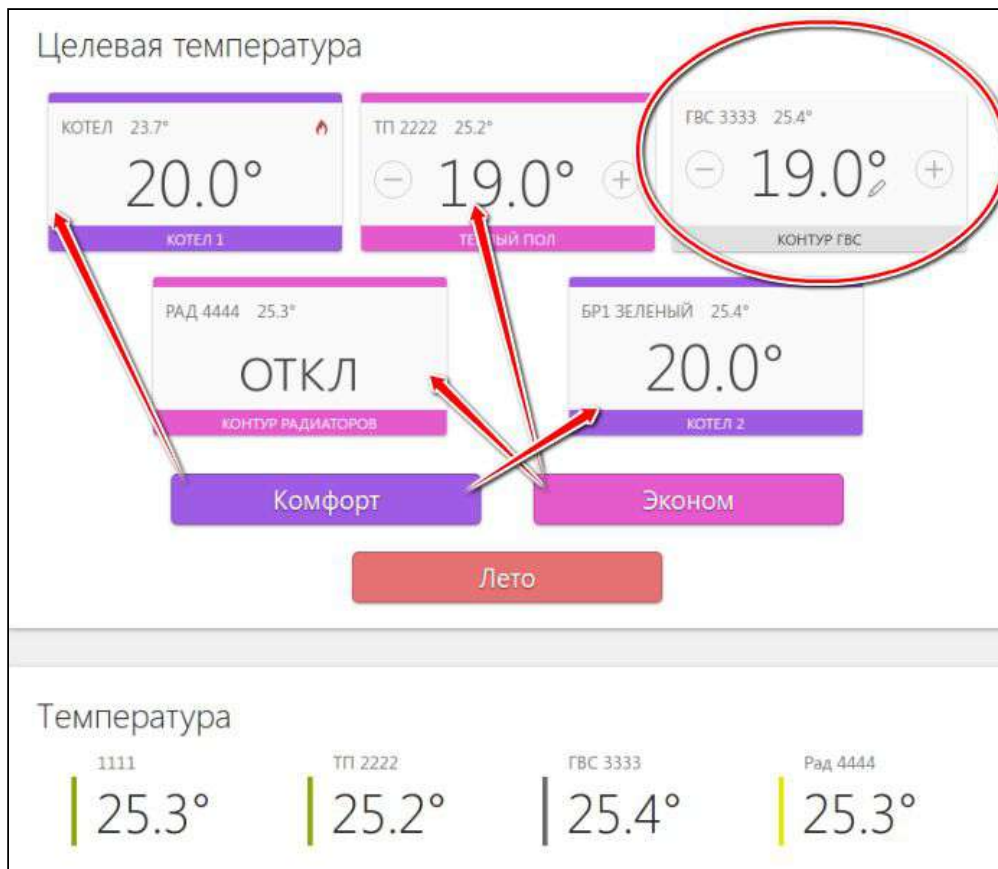 Целевая температура
КОТЕЛ 23.7°
20.0°
КОТЕЛ 1
ТП 2222 25.2°
19.0°
ТЕПЛЫЙ ПОЛ
ГВС 3333 25.4°
19.0°
КОНТУР ГВС
РАД 4444 25.3°
ОТКЛ
КОНТУР РАДИАТОРОВ
БР1 ЗЕЛЕНЫЙ 25.4°
20.0°
КОТЕЛ 2
Комфорт
Эконом
Лето
Температура
1111
25.3°
ТП 2222
25.2°
ГВС 3333
25.4°
Рад 4444
25.3°